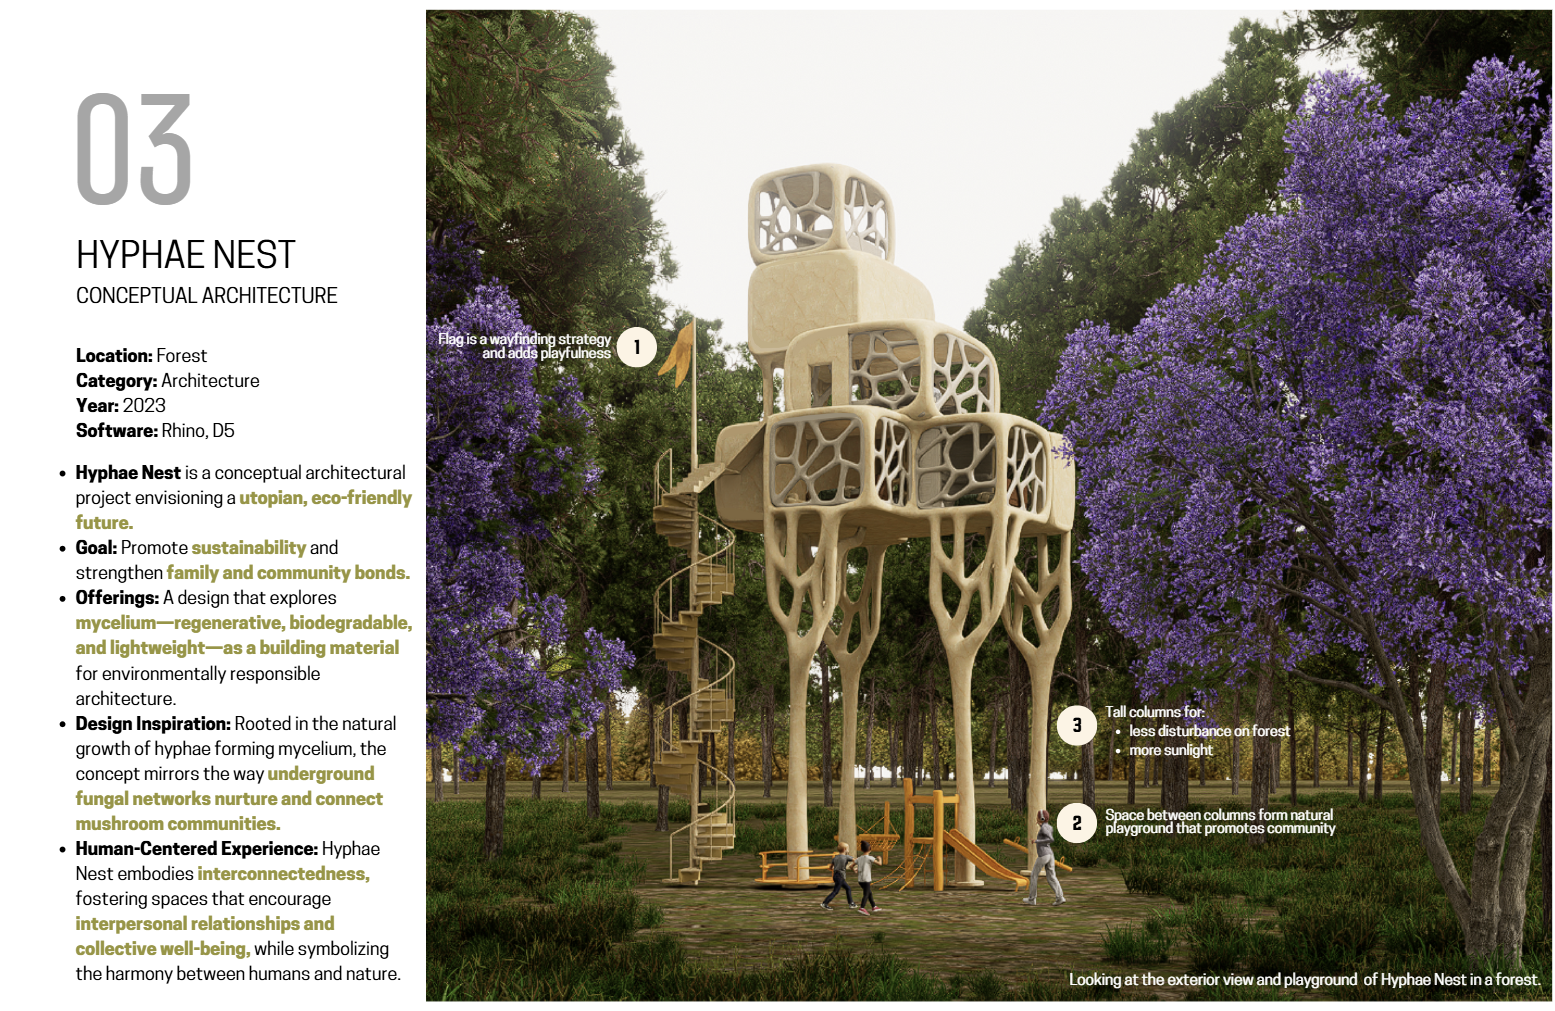 03
HYPHAE NEST
CONCEPTUAL ARCHITECTURE
Location: Forest
Category: Architecture
Year: 2023
Software: Rhino, D5
• Hyphae Nest is a conceptual architectural
project envisioning a utopian, eco-friendly
future.
• Goal: Promote sustainability and
strengthen family and community bonds.
• Offerings: A design that explores
mycelium—regenerative, biodegradable,
and lightweight—as a building material
for environmentally responsible
architecture.
• Design Inspiration: Rooted in the natural
growth of hyphae forming mycelium, the
concept mirrors the way underground
fungal networks nurture and connect
mushroom communities.
• Human-Centered Experience: Hyphae
Nest embodies interconnectedness,
fostering spaces that encourage
interpersonal relationships and
collective well-being, while symbolizing
the harmony between humans and nature.
Flag is a wayfinding strategy
and adds playfulness
1
3
Tall columns for:
• less disturbance on forest
• more sunlight
2
Space between columns form natural
playground that promotes community
Looking at the exterior view and playground of Hyphae Nest in a forest.